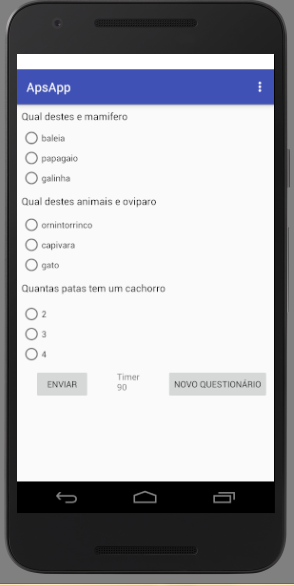 ApsApp
Qual destes e mamifero
baleia
papagaio
galinha
Qual destes animais e oviparo
ornintorrinco
capivara
gato
Quantas patas tem um cachorro
2
3
4
ENVIAR
Timer
90
NOVO QUESTIONÁRIO